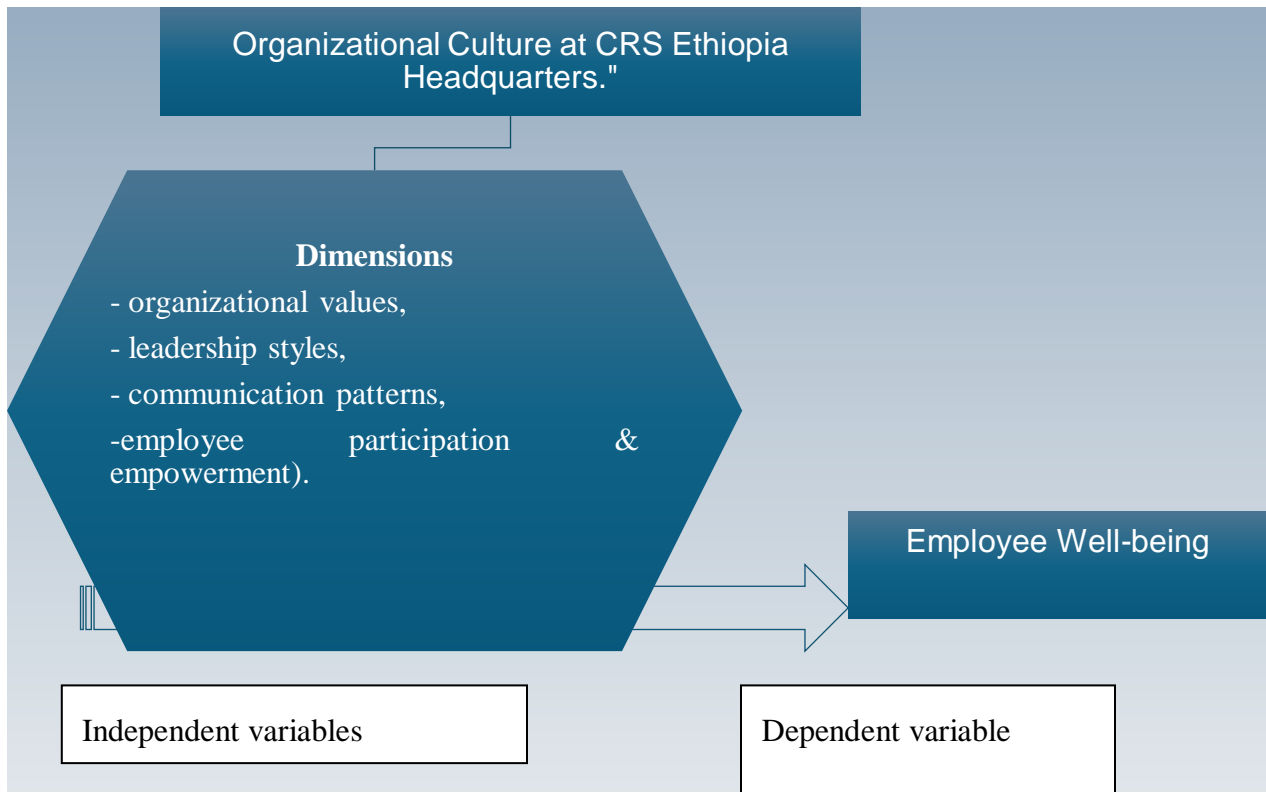 Organizational Culture at CRS Ethiopia
Headquarters."
Dimensions
- organizational values,
- leadership styles,
- communication patterns,
-employee participation &
empowerment).
Employee Well-being
Independent variables
Dependent variable